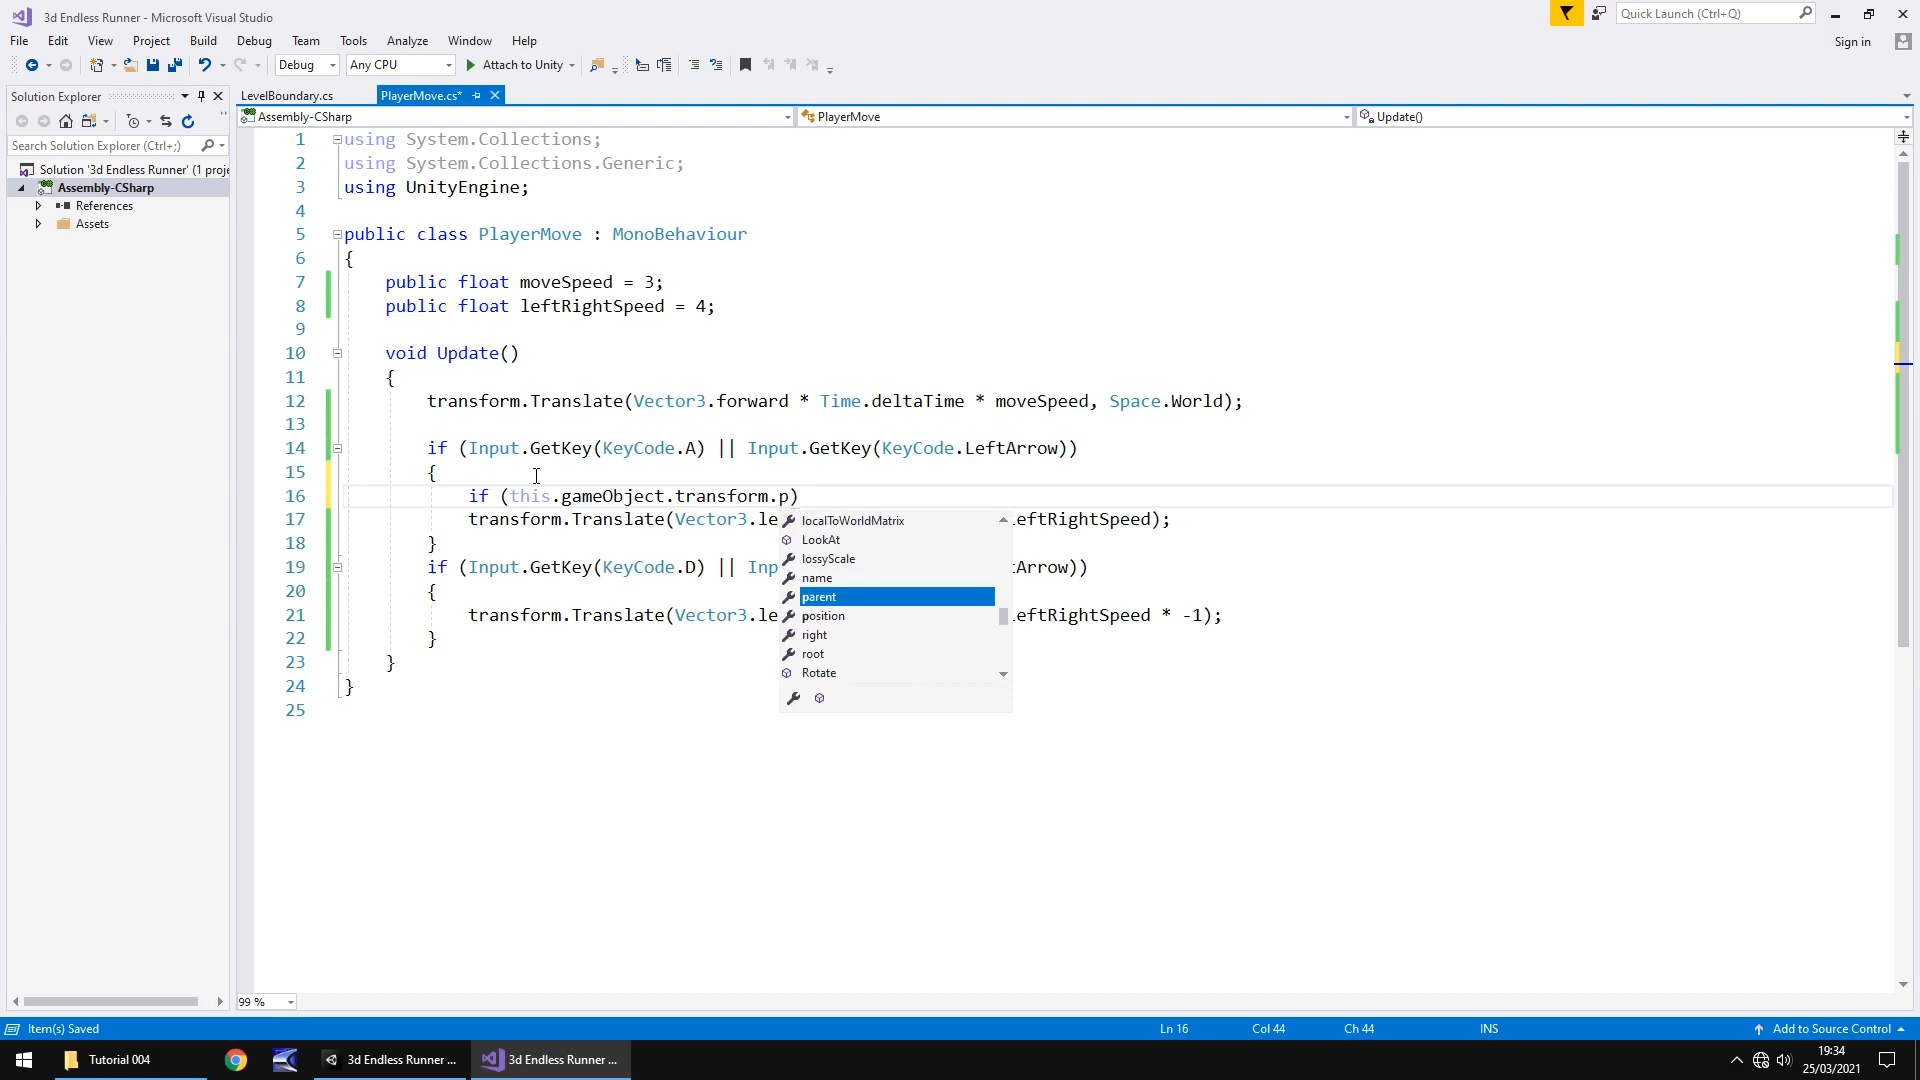 3d Endless Runner - Microsoft Visual Studio
Quick Launch (Ctrl+Q)
File Edit View Project Build Debug Team Tools Analyze Window Help
Sign in
Debug Any CPU Attach to Unity
Solution Explorer
LevelBoundary.cs PlayerMove.cs*
Assembly-CSharp PlayerMove Update()
Search Solution Explorer (Ctrl+;)
Solution '3d Endless Runner' (1 proje
Assembly-CSharp
References
Assets
1 using System.Collections;
2 using System.Collections.Generic;
3 using UnityEngine;
4
5 public class PlayerMove : MonoBehaviour
6 {
7 public float moveSpeed = 3;
8 public float leftRightSpeed = 4;
9
10 void Update()
11 {
12 transform.Translate(Vector3.forward * Time.deltaTime * moveSpeed, Space.World);
13
14 if (Input.GetKey(KeyCode.A) || Input.GetKey(KeyCode.LeftArrow))
15 {
16 if (this.gameObject.transform.p)
17 transform.Translate(Vector3.le eftRightSpeed);
18 }
19 if (Input.GetKey(KeyCode.D) || Inp tArrow))
20 {
21 transform.Translate(Vector3.le eftRightSpeed * -1);
22 }
23 }
24 }
25
localToWorldMatrix
LookAt
lossyScale
name
parent
position
right
root
Rotate
99 %
Item(s) Saved Ln 16 Col 44 Ch 44 INS Add to Source Control
Tutorial 004 3d Endless Runner ... 3d Endless Runner ...
19:34
25/03/2021